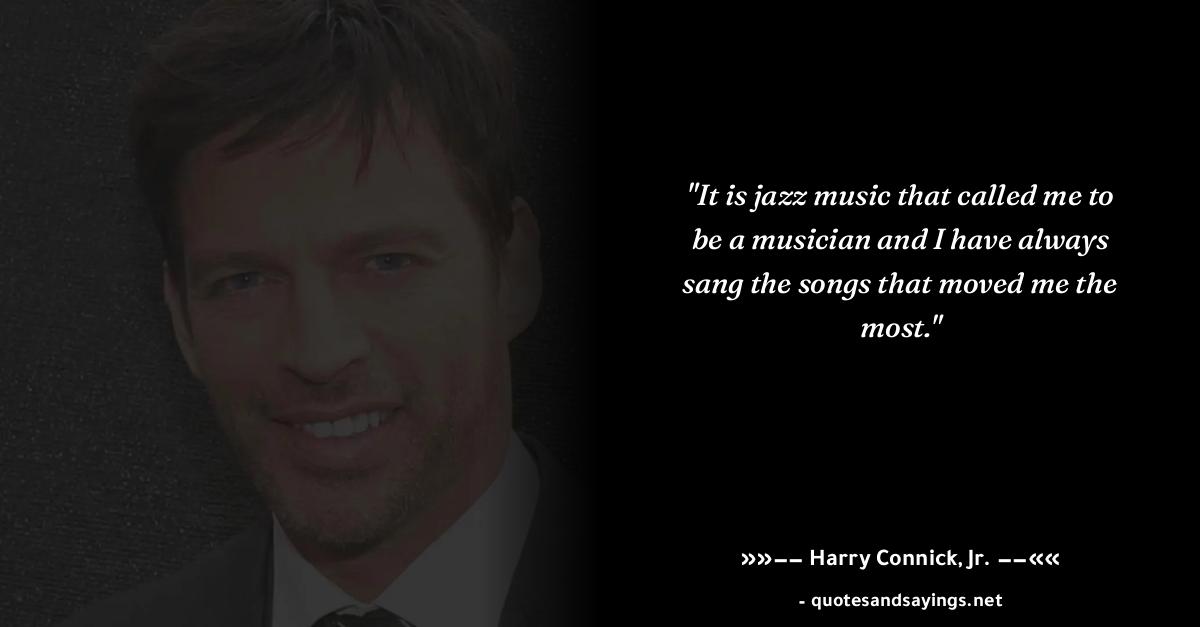 "It is jazz music that called me to
be a musician and I have always
sang the songs that moved me the
most."
»»–– Harry Connick, Jr. ––««
- quotesandsayings.net